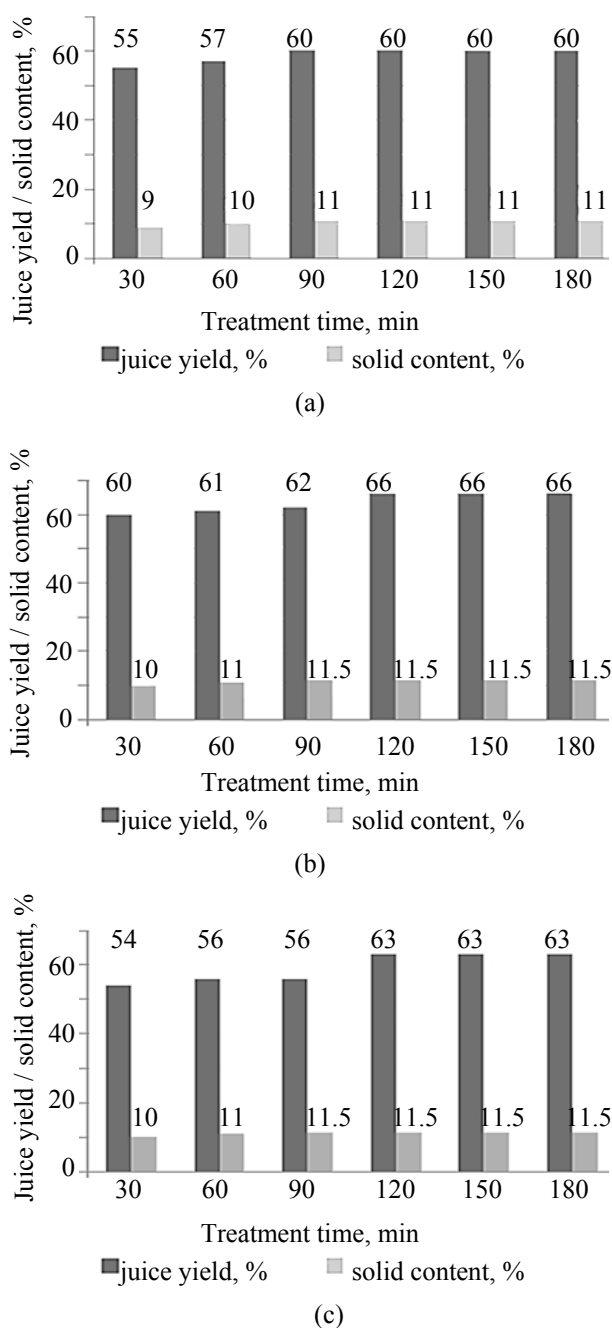 55 57 60 60 60 60
60
40
20
0
9 10 11 11 11 11
30 60 90 120 150 180
Juice yield / solid content, %
Treatment time, min
juice yield, % solid content, %
(a)
60 61 62 66 66 66
60
40
20
0
10 11 11.5 11.5 11.5 11.5
30 60 90 120 150 180
Juice yield / solid content, %
Treatment time, min
juice yield, % solid content, %
(b)
54 56 56 63 63 63
60
40
20
0
10 11 11.5 11.5 11.5 11.5
30 60 90 120 150 180
Juice yield / solid content, %
Treatment time, min
juice yield, % solid content, %
(c)